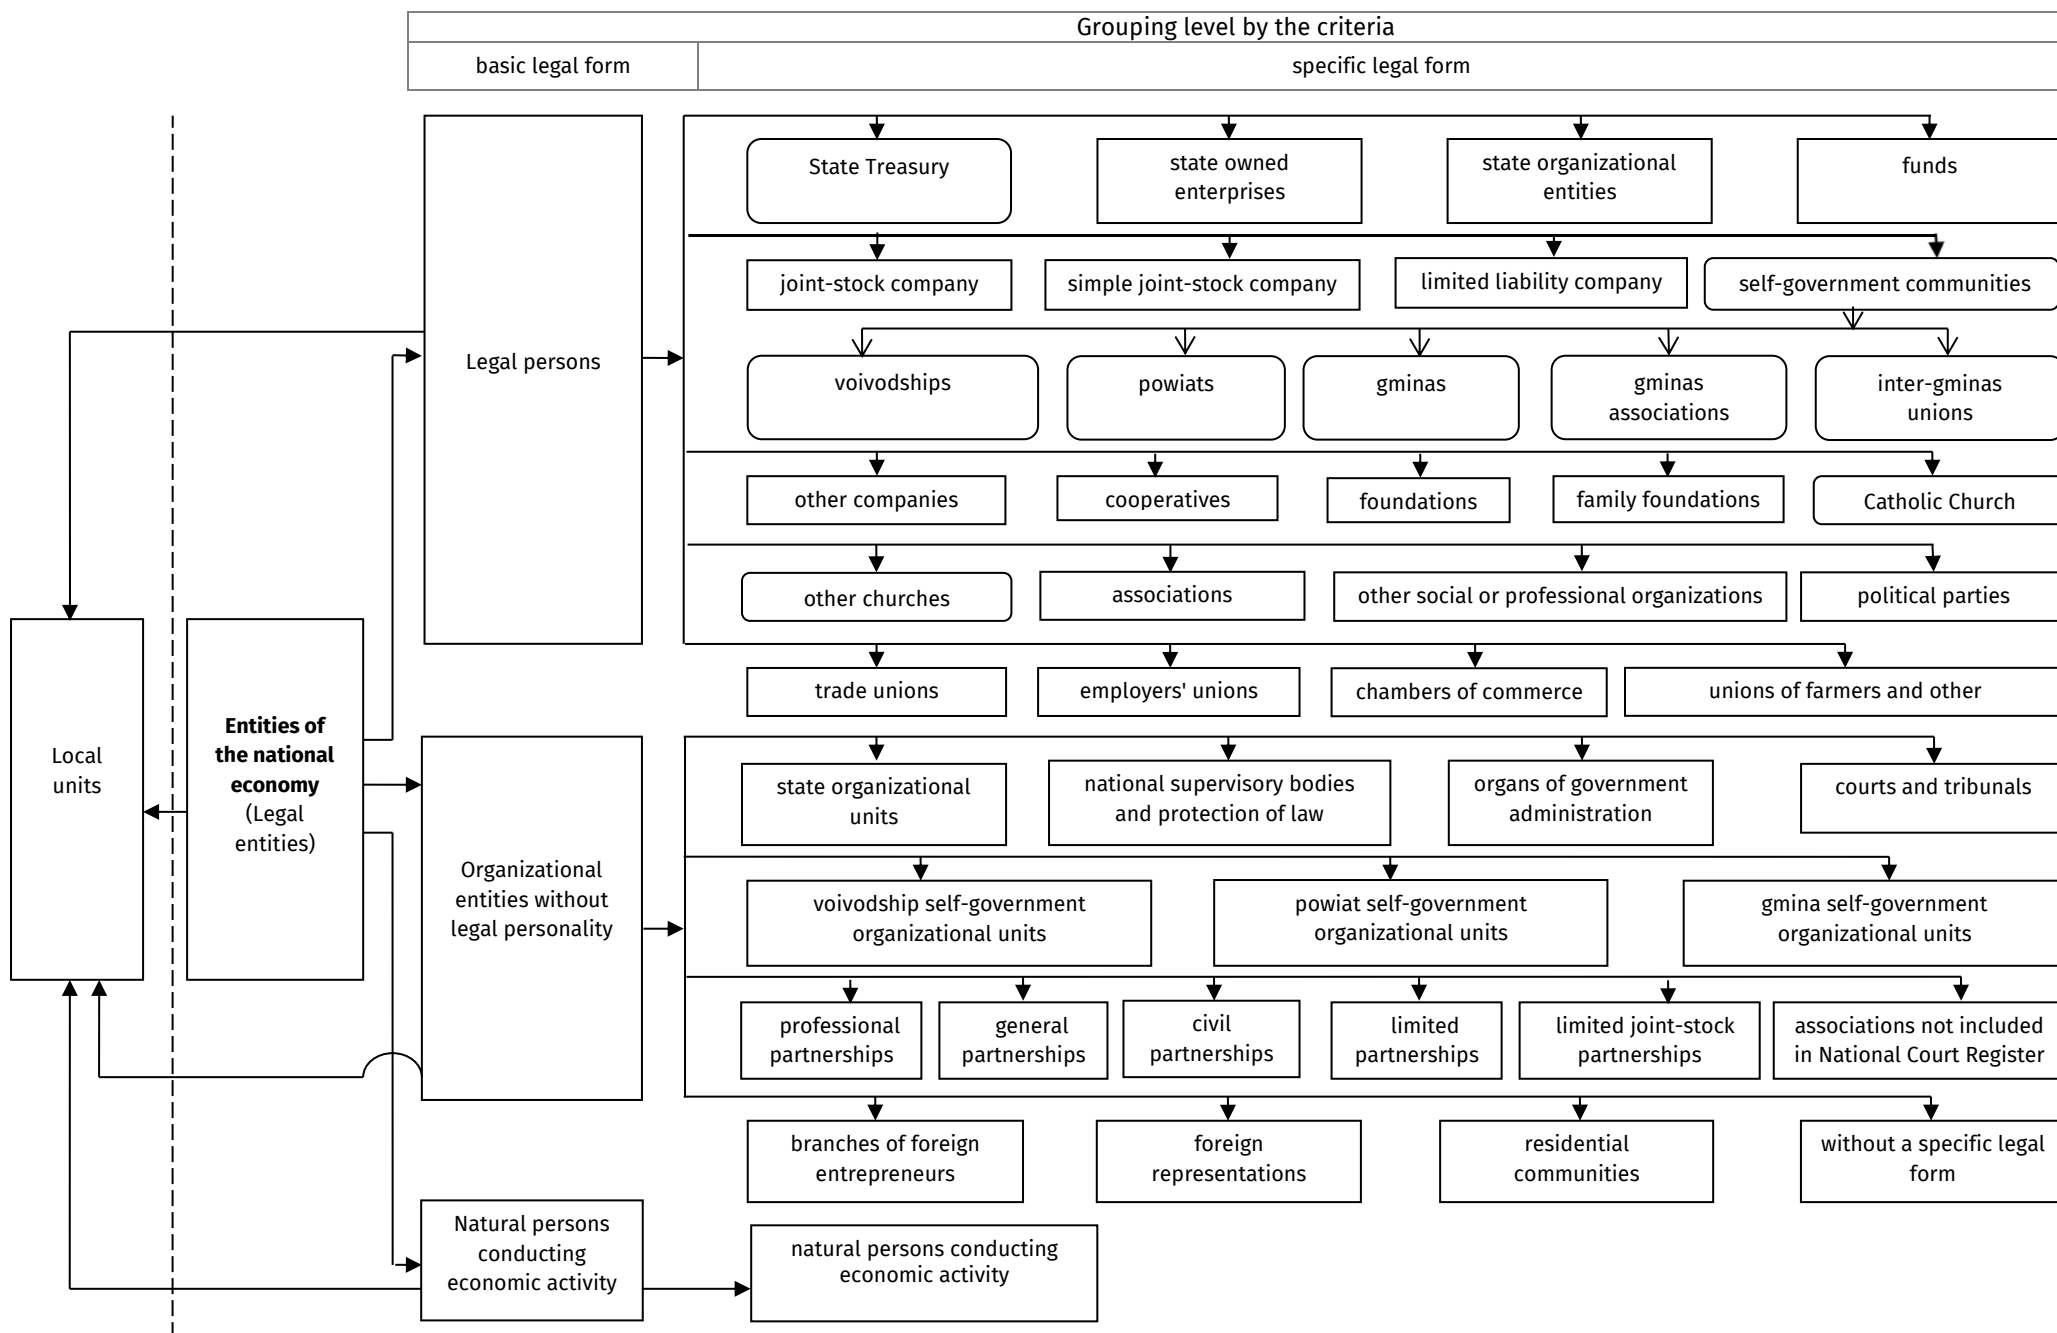 Grouping level by the criteria
basic legal form
specific legal form
State Treasury
state owned
enterprises
state organizational
entities
funds
joint-stock company
simple joint-stock company
limited liability company
self-government communities
Legal persons
voivodships
powiats
gminas
gminas
associations
inter-gminas
unions
other companies
cooperatives
foundations
family foundations
Catholic Church
other churches
associations
other social or professional organizations
political parties
trade unions
employers' unions
chambers of commerce
unions of farmers and other
Local
units
Entities of
the national
economy
(Legal
entities)
Organizational
entities without
legal personality
state organizational
units
national supervisory bodies
and protection of law
organs of government
administration
courts and tribunals
voivodship self-government
organizational units
powiat self-government
organizational units
gmina self-government
organizational units
professional
partnerships
general
partnerships
civil
partnerships
limited
partnerships
limited joint-stock
partnerships
associations not included
in National Court Register
branches of foreign
entrepreneurs
foreign
representations
residential
communities
without a specific legal
form
Natural persons
conducting
economic activity
natural persons conducting
economic activity